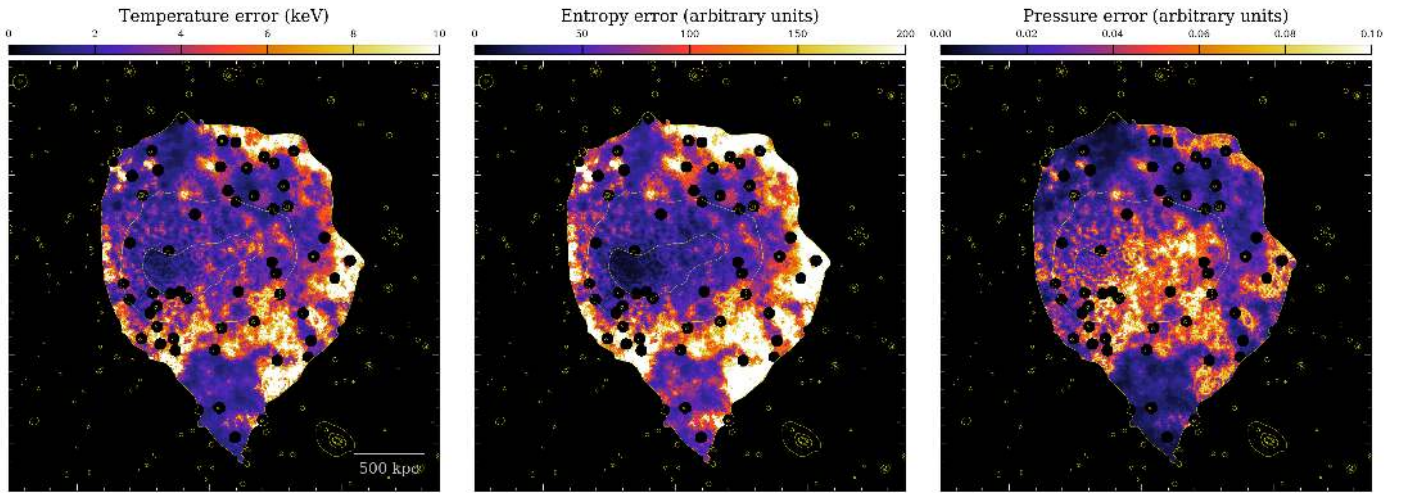 Temperature error (keV)
0 2 4 6 8 10
Entropy error (arbitrary units)
0 50 100 150 200
Pressure error (arbitrary units)
0.00 0.02 0.04 0.06 0.08 0.10
500 kpc